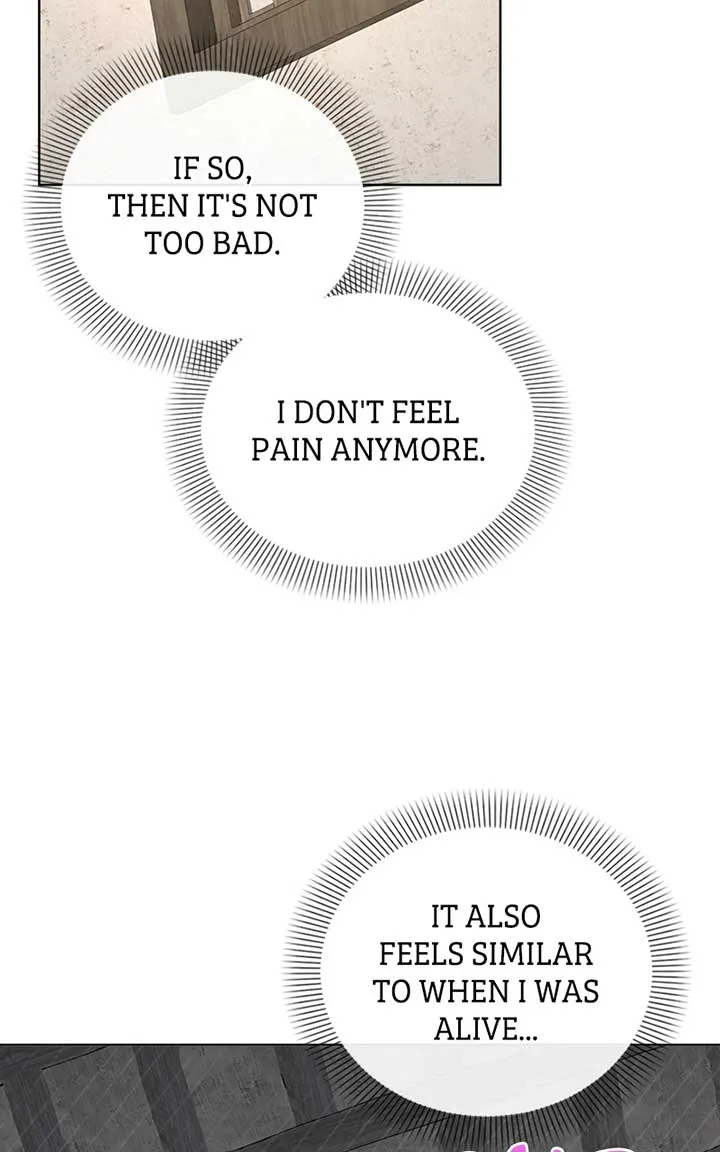 IF SO,
THEN IT'S NOT
TOO BAD.
I DON'T FEEL
PAIN ANYMORE.
IT ALSO
FEELS SIMILAR
TO WHEN I WAS
ALIVE...